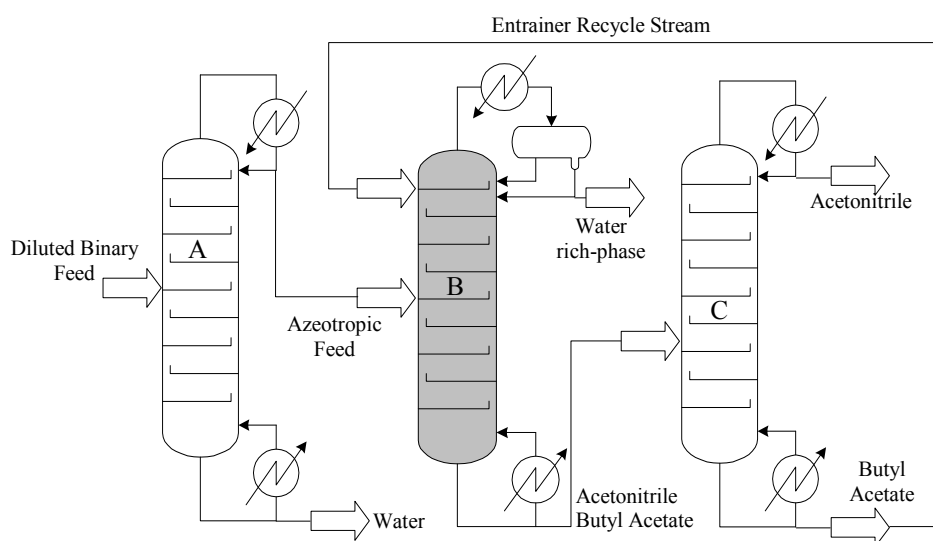 Entrainer Recycle Stream
Diluted Binary
Feed
A
Azeotropic
Feed
Water
B
Water
rich-phase
Acetonitrile
Butyl Acetate
C
Acetonitrile
Butyl
Acetate